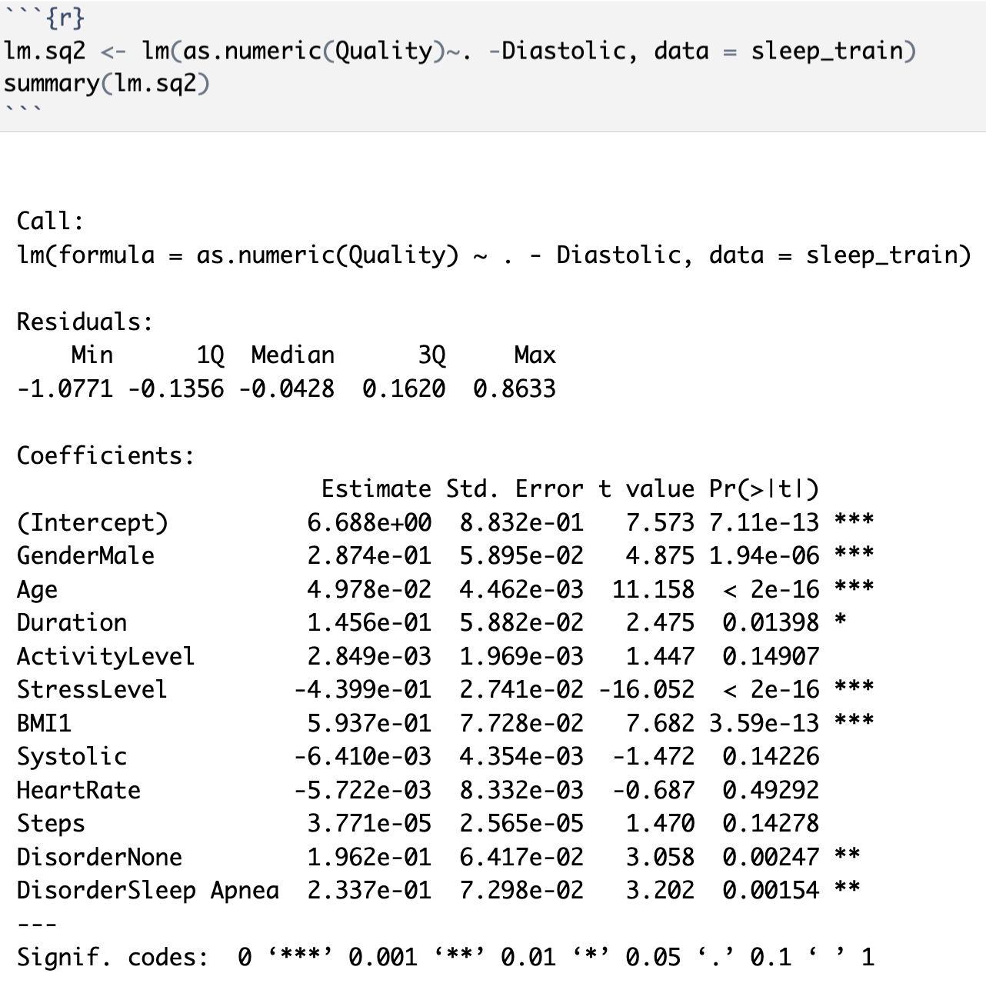 ```{r}
lm.sq2 <- lm(as.numeric(Quality)~. -Diastolic, data = sleep_train)
summary(lm.sq2)
```
Call:
lm(formula = as.numeric(Quality) ~ . - Diastolic, data = sleep_train)
Residuals:
    Min      1Q  Median      3Q     Max
-1.0771 -0.1356 -0.0428  0.1620  0.8633
Coefficients:
                      Estimate Std. Error t value Pr(>|t|)
(Intercept)          6.688e+00  8.832e-01   7.573 7.11e-13 ***
GenderMale           2.874e-01  5.895e-02   4.875 1.94e-06 ***
Age                  4.978e-02  4.462e-03  11.158  < 2e-16 ***
Duration             1.456e-01  5.882e-02   2.475  0.01398 *
ActivityLevel        2.849e-03  1.969e-03   1.447  0.14907
StressLevel         -4.399e-01  2.741e-02 -16.052  < 2e-16 ***
BMI1                 5.937e-01  7.728e-02   7.682 3.59e-13 ***
Systolic            -6.410e-03  4.354e-03  -1.472  0.14226
HeartRate           -5.722e-03  8.332e-03  -0.687  0.49292
Steps                3.771e-05  2.565e-05   1.470  0.14278
DisorderNone         1.962e-01  6.417e-02   3.058  0.00247 **
DisorderSleep Apnea  2.337e-01  7.298e-02   3.202  0.00154 **
---
Signif. codes:  0 ‘***’ 0.001 ‘**’ 0.01 ‘*’ 0.05 ‘.’ 0.1 ‘ ’ 1